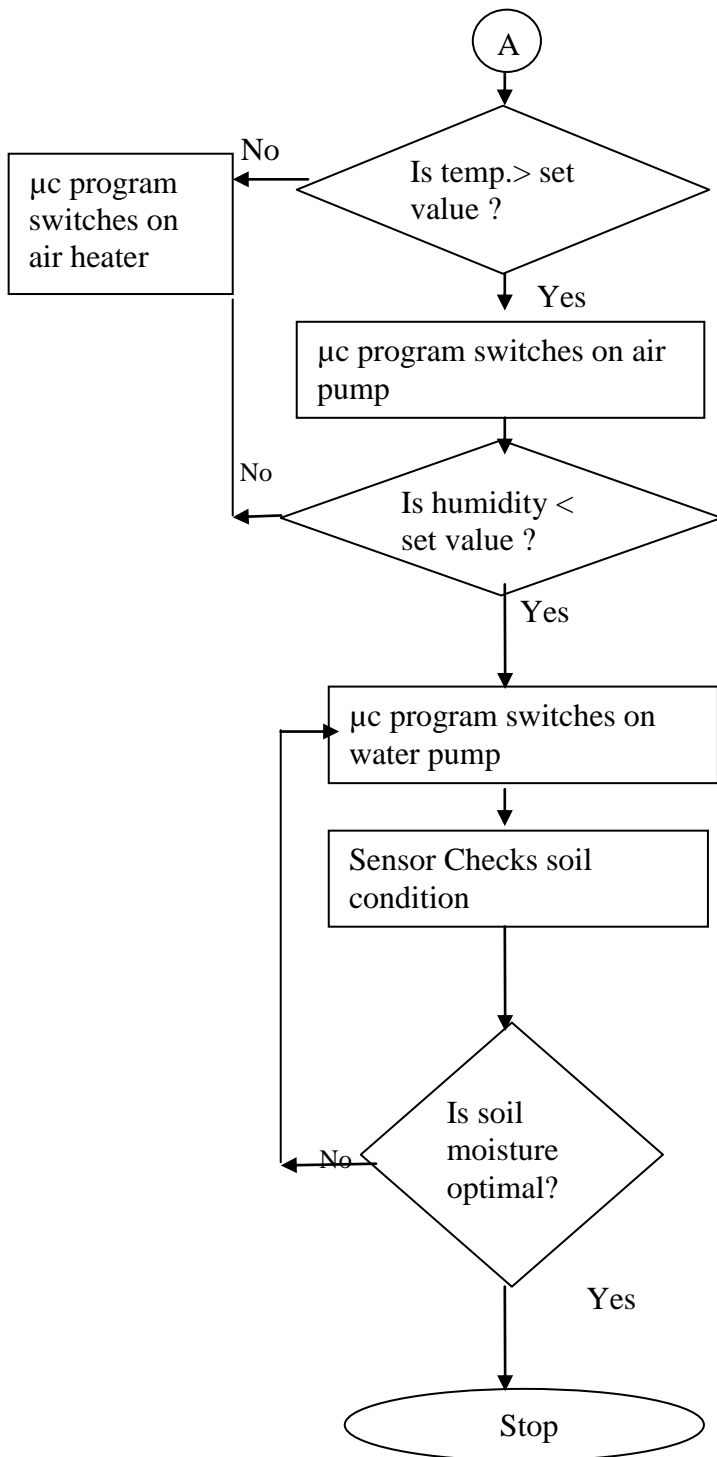 A
No
Is temp.> set
value ?
µc program
switches on
air heater
Yes
µc program switches on air
pump
No
Is humidity <
set value ?
Yes
µc program switches on
water pump
Sensor Checks soil
condition
Is soil
moisture
optimal?
No
Yes
Stop